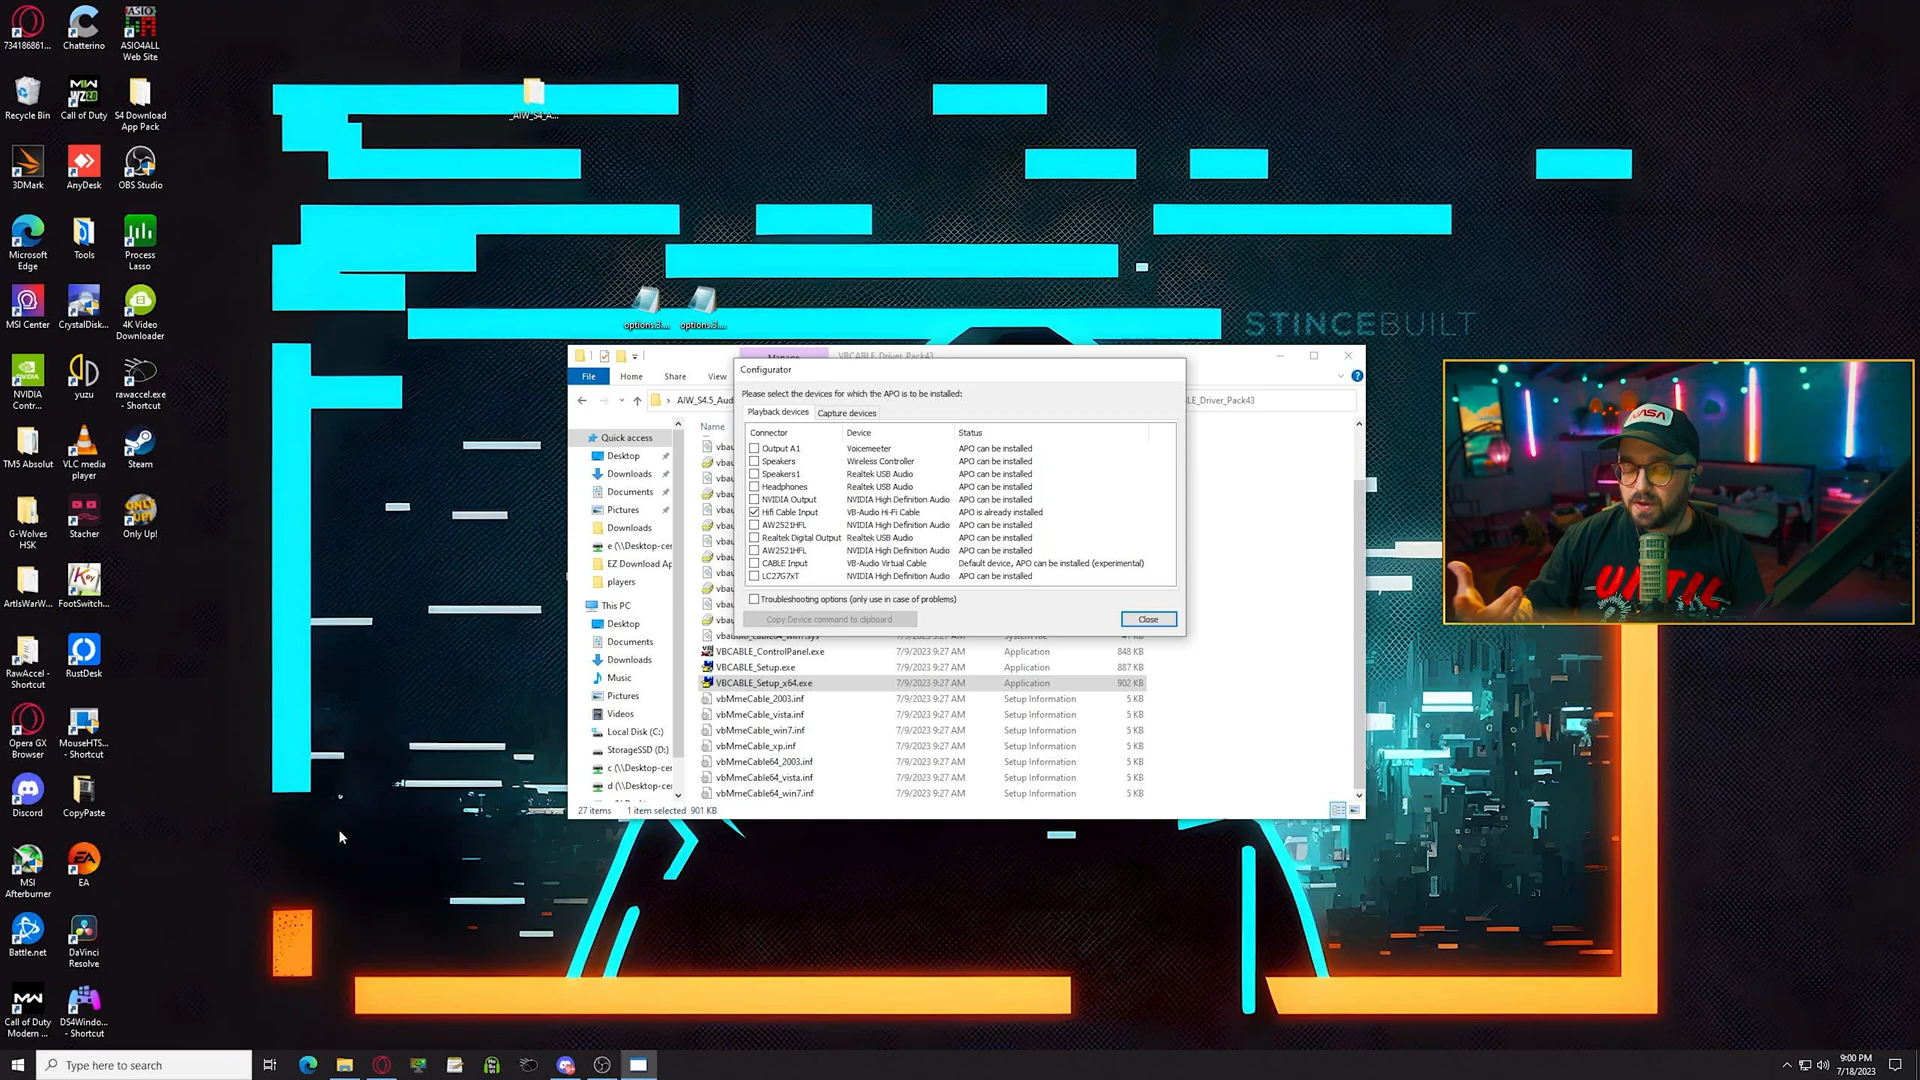 734186861...
Chatterino
ASIO4ALL Web Site
Recycle Bin
Call of Duty
S4 Download App Pack
_AIW_S4_A...
3DMark
AnyDesk
OBS Studio
Microsoft Edge
Tools
Process Lasso
MSI Center
CrystalDisk...
4K Video Downloader
options.3....
options.3....
STINCEBUILT
NVIDIA Contr...
yuzu
rawaccel.exe - Shortcut
TM5 Absolut
VLC media player
Steam
G-Wolves HSK
Stacher
Only Up!
ArtIsWarW...
FootSwitch...
RawAccel - Shortcut
RustDesk
Opera GX Browser
MouseHTS... - Shortcut
Discord
CopyPaste
MSI Afterburner
EA
Battle.net
DaVinci Resolve
Call of Duty Modern ...
DS4Windo... - Shortcut
Manage
VBCABLE_Driver_Pack43
File
Home
Share
View
AIW_S4.5_Aud
LE_Driver_Pack43
Name
Quick access
Desktop
Downloads
Documents
Pictures
Downloads
e (\\Desktop-cer
EZ Download Ap
players
This PC
Desktop
Documents
Downloads
Music
Pictures
Videos
Local Disk (C:)
StorageSSD (D:)
c (\\Desktop-cer
d (\\Desktop-cer
Configurator
Please select the devices for which the APO is to be installed:
Playback devices
Capture devices
Connector Device Status
Output A1 Voicemeeter APO can be installed
Speakers Wireless Controller APO can be installed
Speakers1 Realtek USB Audio APO can be installed
Headphones Realtek USB Audio APO can be installed
NVIDIA Output NVIDIA High Definition Audio APO can be installed
Hifi Cable Input VB-Audio Hi-Fi Cable APO is already installed
AW2521HFL NVIDIA High Definition Audio APO can be installed
Realtek Digital Output Realtek USB Audio APO can be installed
AW2521HFL NVIDIA High Definition Audio APO can be installed
CABLE Input VB-Audio Virtual Cable Default device, APO can be installed (experimental)
LC27G7xT NVIDIA High Definition Audio APO can be installed
Troubleshooting options (only use in case of problems)
Copy Device command to clipboard
Close
VBCABLE_ControlPanel.exe 7/9/2023 9:27 AM Application 848 KB
VBCABLE_Setup.exe 7/9/2023 9:27 AM Application 887 KB
VBCABLE_Setup_x64.exe 7/9/2023 9:27 AM Application 902 KB
vbMmeCable_2003.inf 7/9/2023 9:27 AM Setup Information 5 KB
vbMmeCable_vista.inf 7/9/2023 9:27 AM Setup Information 5 KB
vbMmeCable_win7.inf 7/9/2023 9:27 AM Setup Information 5 KB
vbMmeCable_xp.inf 7/9/2023 9:27 AM Setup Information 5 KB
vbMmeCable64_2003.inf 7/9/2023 9:27 AM Setup Information 5 KB
vbMmeCable64_vista.inf 7/9/2023 9:27 AM Setup Information 5 KB
vbMmeCable64_win7.inf 7/9/2023 9:27 AM Setup Information 5 KB
27 items 1 item selected 901 KB
NASA
UNTIL
Type here to search
9:00 PM
7/18/2023